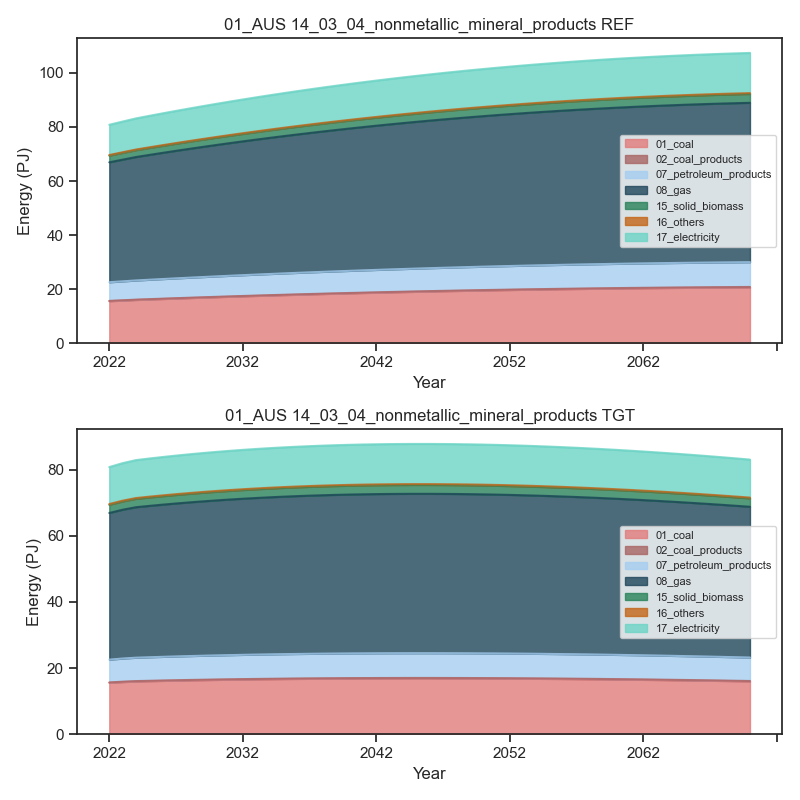 01_AUS 14_03_04_nonmetallic_mineral_products REF
100
80
60
40
20
0
Energy (PJ)
01_coal
02_coal_products
07_petroleum_products
08_gas
15_solid_biomass
16_others
17_electricity
2022 2032 2042 2052 2062
Year
01_AUS 14_03_04_nonmetallic_mineral_products TGT
80
60
40
20
0
Energy (PJ)
01_coal
02_coal_products
07_petroleum_products
08_gas
15_solid_biomass
16_others
17_electricity
2022 2032 2042 2052 2062
Year